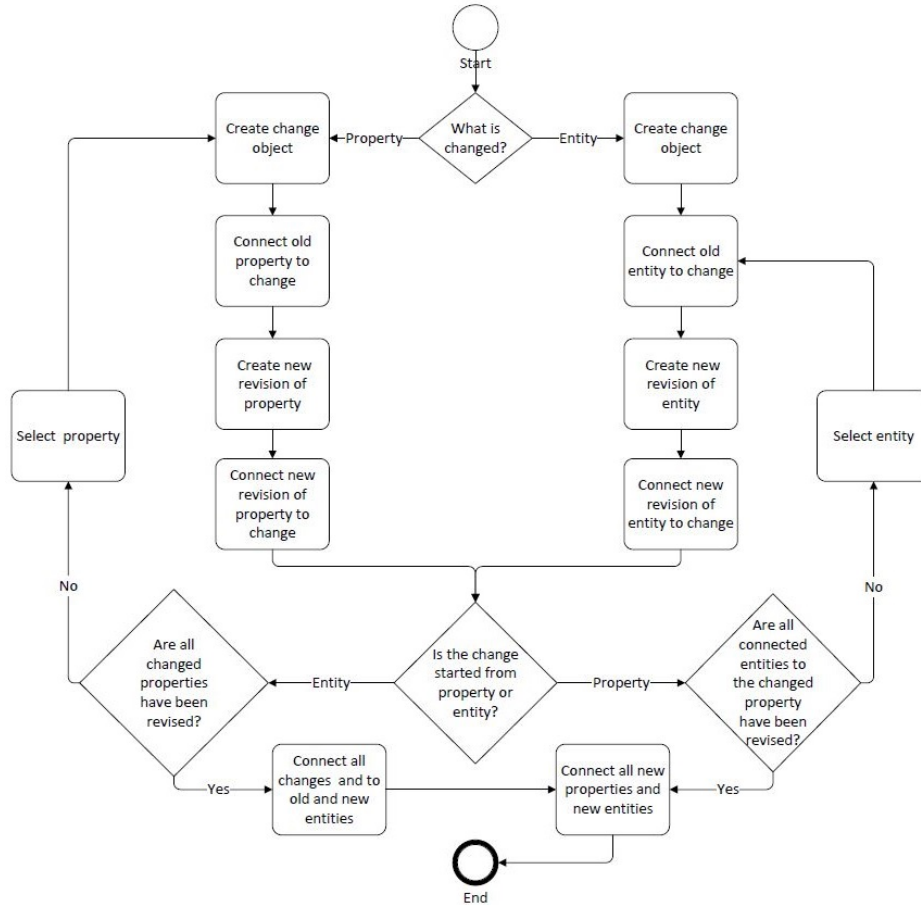 Start
Create change
object
Property
What is
changed?
Entity
Create change
object
Connect old
property to
change
Connect old
entity to change
Create new
revision of
property
Create new
revision of
entity
Select  property
Select entity
Connect new
revision of
property to
change
Connect new
revision of
entity to change
No
No
Are all
changed
properties
have been
revised?
Entity
Is the change
started from
property or
entity?
Property
Are all
connected
entities to
the changed
property
have been
revised?
Yes
Connect all
changes  and to
old and new
entities
Connect all new
properties and
new entities
Yes
End